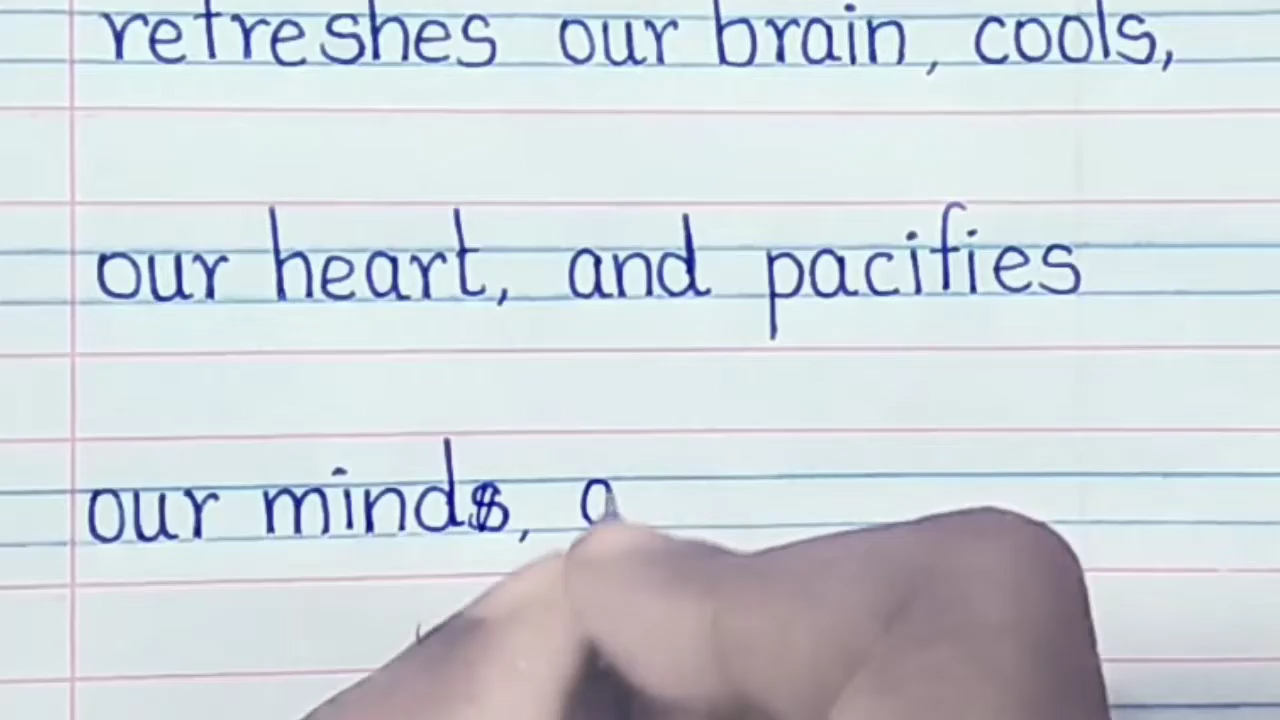 refreshes our brain, cools,
our heart, and pacifies
our minds, a